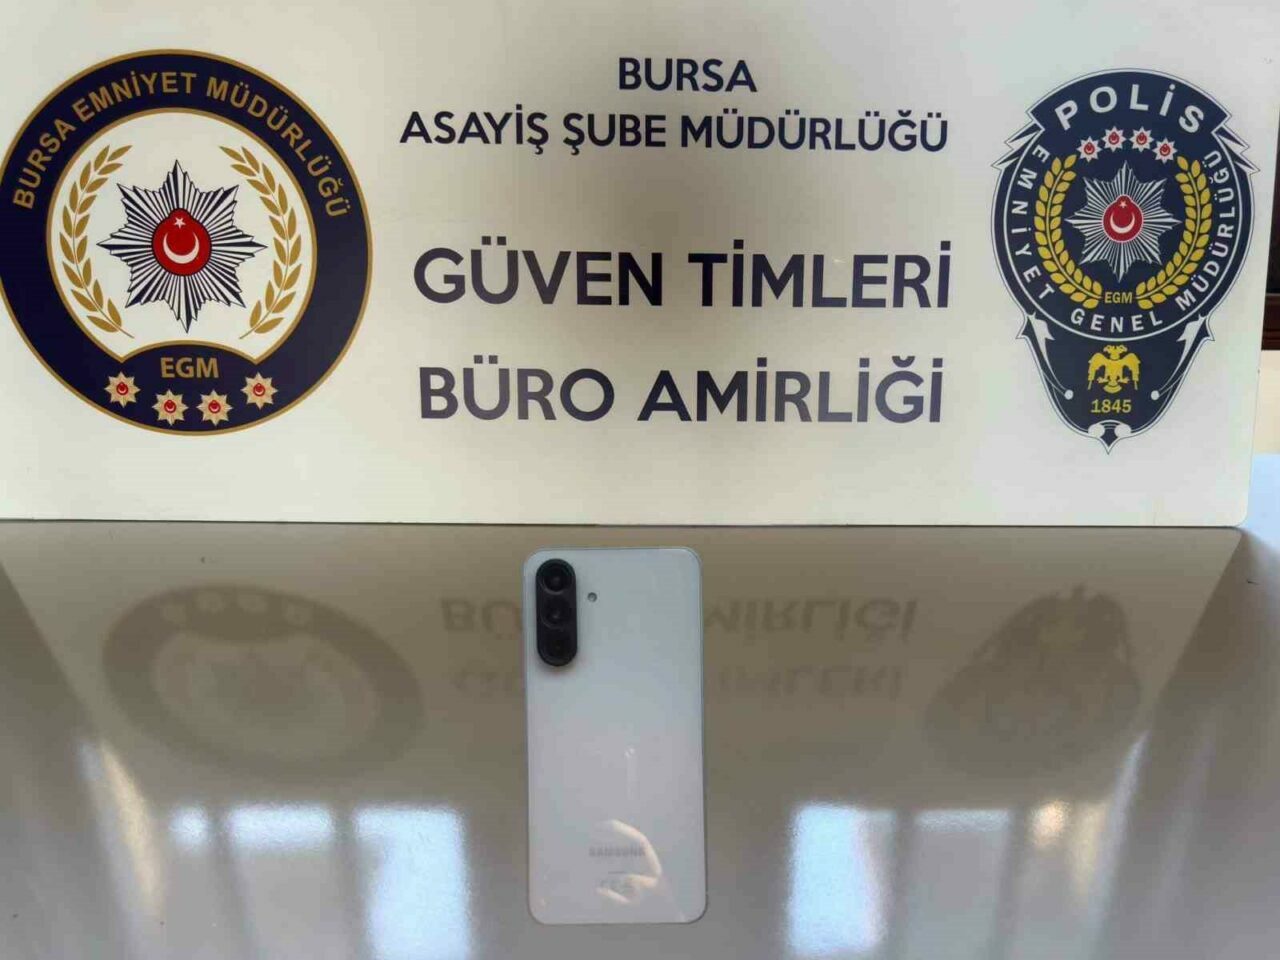 BURSA EMNİYET MÜDÜRLÜĞÜ
EGM
BURSA
ASAYİŞ ŞUBE MÜDÜRLÜĞÜ
GÜVEN TİMLERİ
BÜRO AMİRLİĞİ
POLİS
EMNİYET GENEL MÜDÜRLÜĞÜ
EGM
1845
SAMSUNG